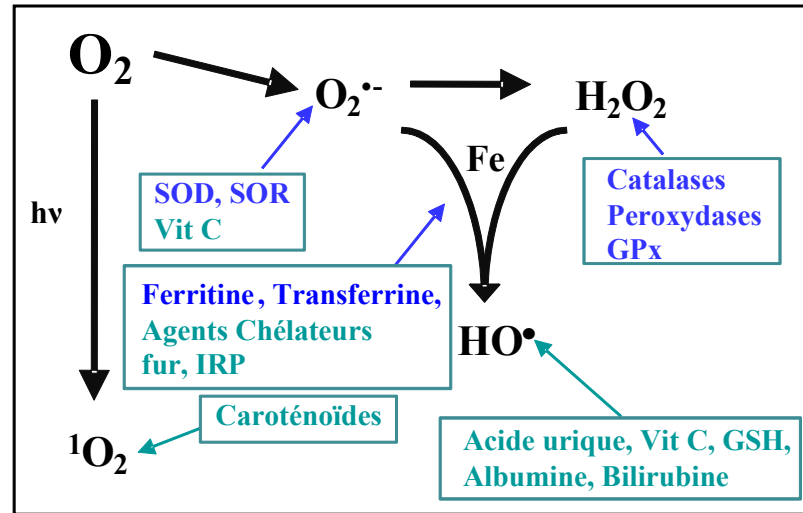 O₂
O₂•-
H₂O₂
Fe
hν
SOD, SOR
Vit C
Catalases
Peroxydases
GPx
Ferritine, Transferrine,
Agents Chélateurs
fur, IRP
HO•
Caroténoïdes
¹O₂
Acide urique, Vit C, GSH,
Albumine, Bilirubine